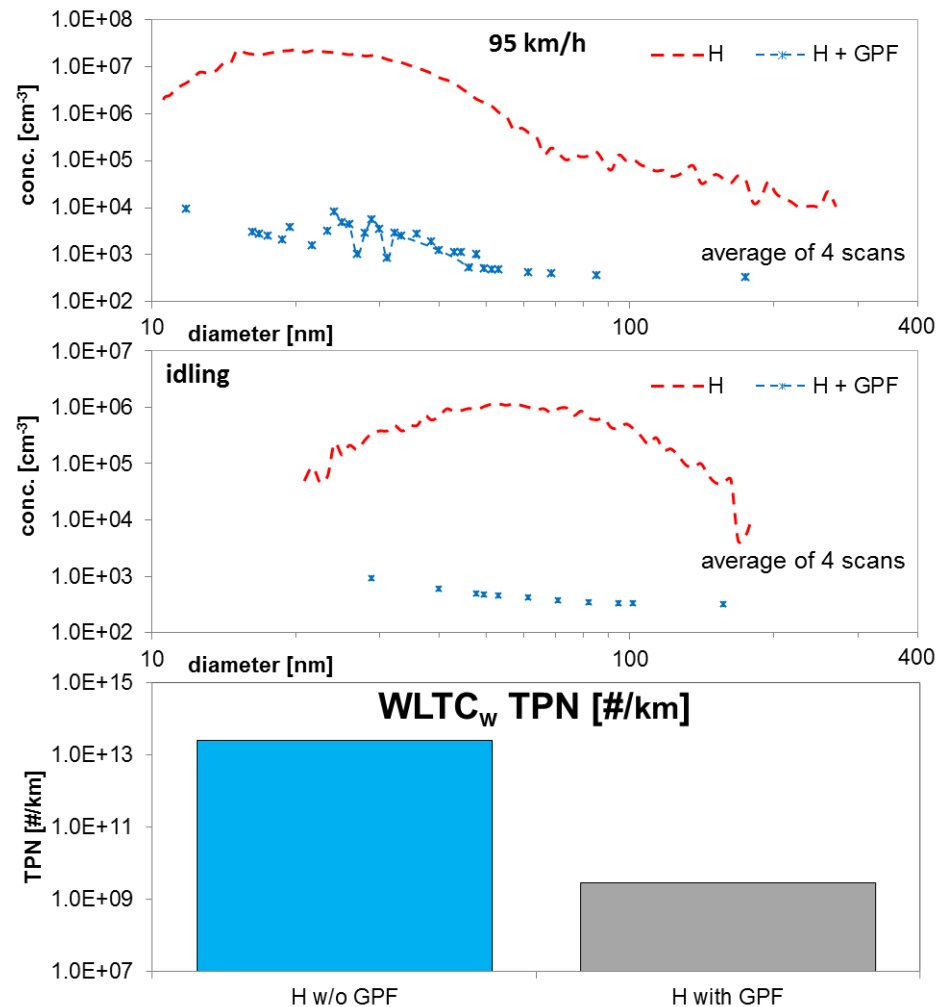 1.0E+08
95 km/h
H
H + GPF
1.0E+07
1.0E+06
1.0E+05
1.0E+04
1.0E+03
1.0E+02
conc. [cm-3]
average of 4 scans
10
diameter [nm]
100
400
1.0E+07
idling
H
H + GPF
1.0E+06
1.0E+05
1.0E+04
1.0E+03
1.0E+02
conc. [cm-3]
average of 4 scans
10
diameter [nm]
100
400
1.0E+15
WLTCw TPN [#/km]
1.0E+13
1.0E+11
1.0E+09
1.0E+07
TPN [#/km]
H w/o GPF
H with GPF